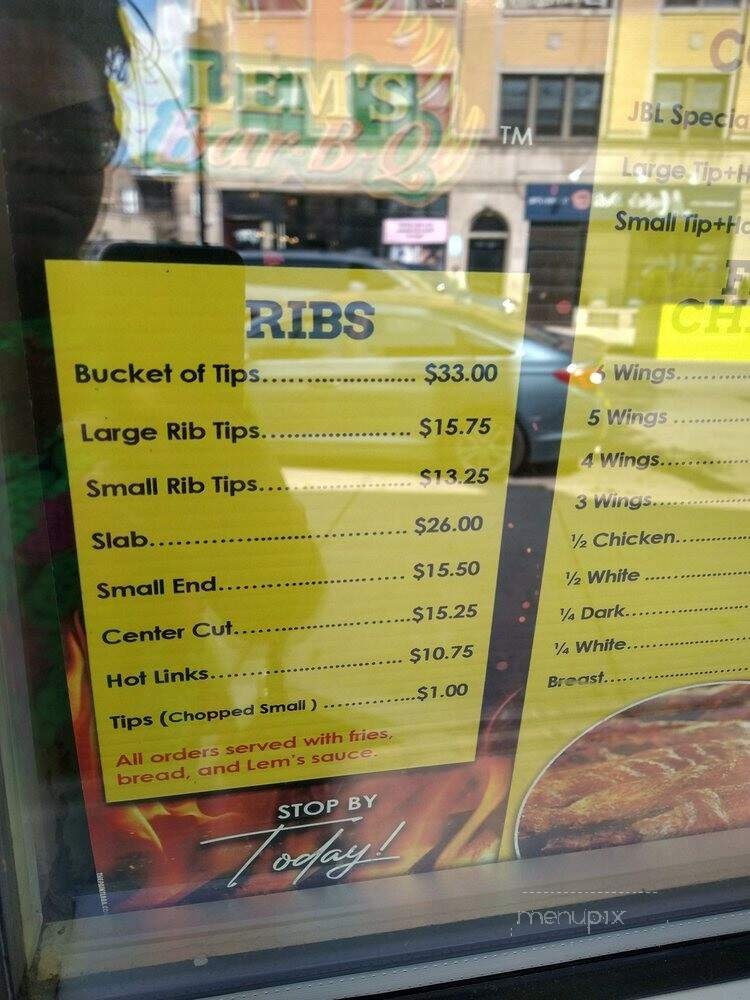 LEM'S
Bar-B-Q
TM
RIBS
Bucket of Tips.................... $33.00
Large Rib Tips.................... $15.75
Small Rib Tips.................... $13.25
Slab.................................. $26.00
Small End......................... $15.50
Center Cut........................$15.25
Hot Links.......................... $10.75
Tips (Chopped Small ) ..............$1.00
All orders served with fries,
bread, and Lem's sauce.
STOP BY
Today!
JBL Specia
Large Tip+H
Small Tip+Ho
CH
6 Wings
5 Wings
4 Wings
3 Wings
½ Chicken
½ White
¼ Dark
¼ White
Breast
menupix